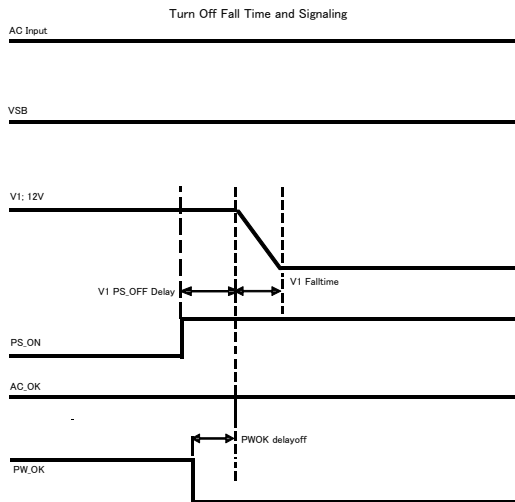 Turn Off Fall Time and Signaling
AC Input
VSB
V1; 12V
V1 PS_OFF Delay
V1 Falltime
PS_ON
AC_OK
PWOK delayoff
PW_OK